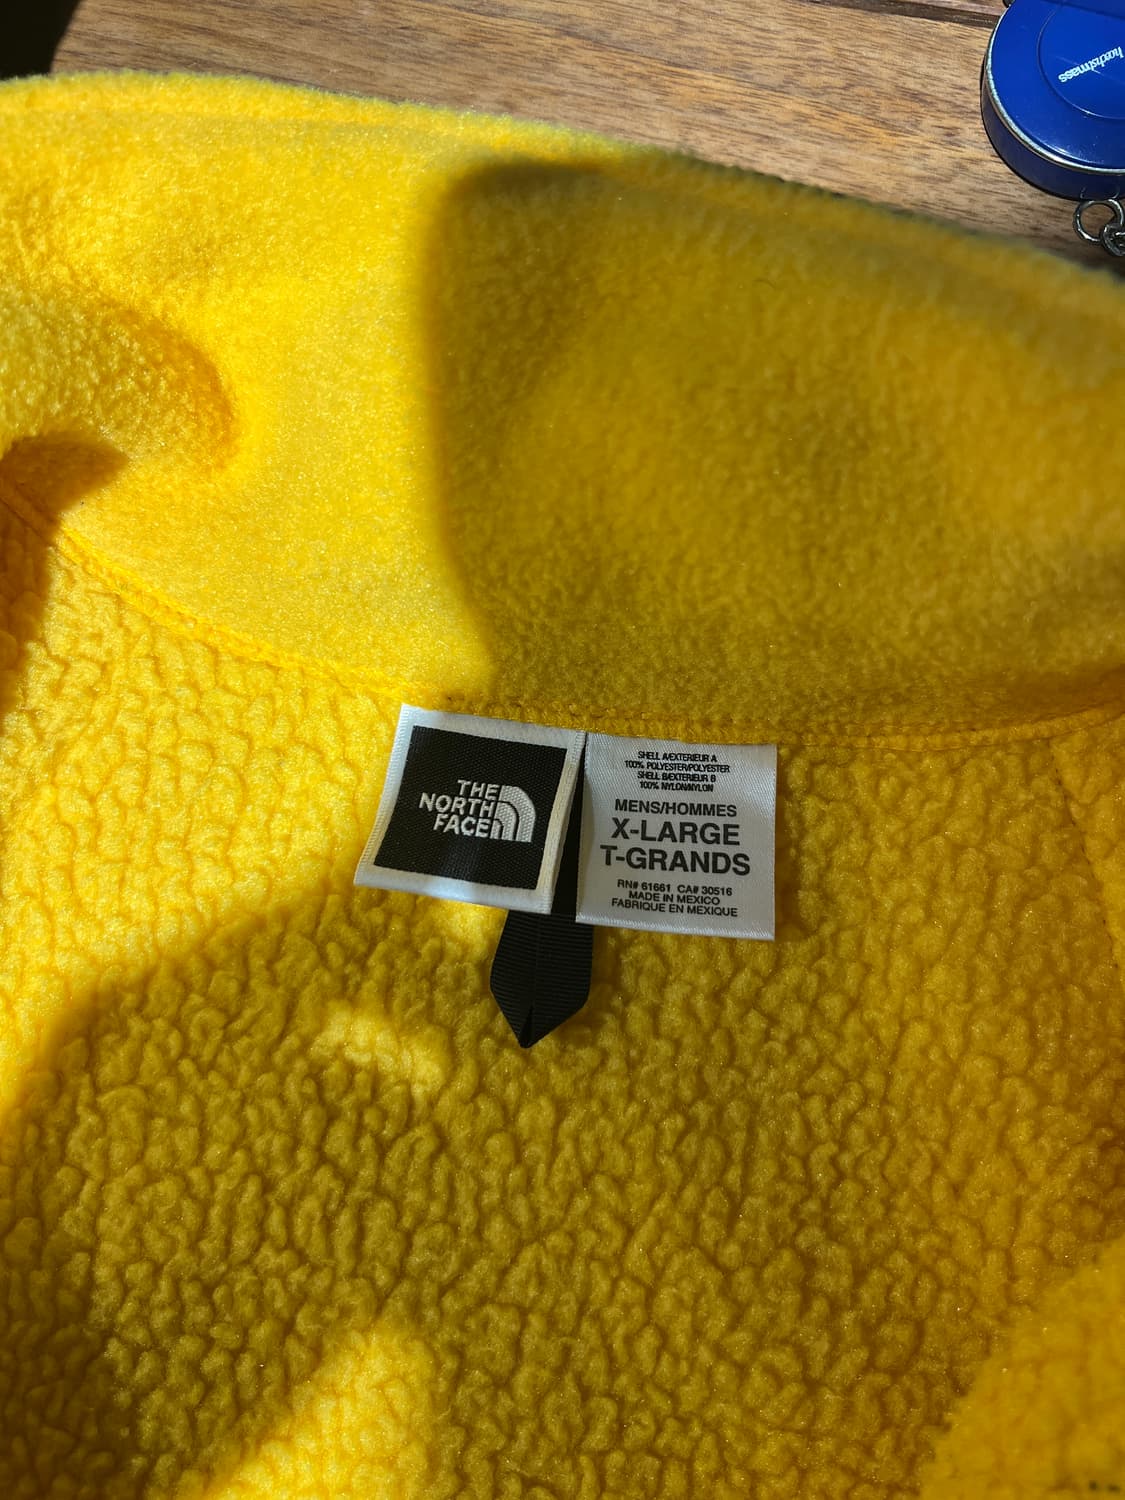 hoechstmass
THE
NORTH
FACE
SHELL A/EXTERIEUR A
100% POLYESTER/POLYESTER
SHELL B/EXTERIEUR B
100% NYLON/NYLON
MENS/HOMMES
X-LARGE
T-GRANDS
RN# 61661 CA# 30516
MADE IN MEXICO
FABRIQUE EN MEXIQUE